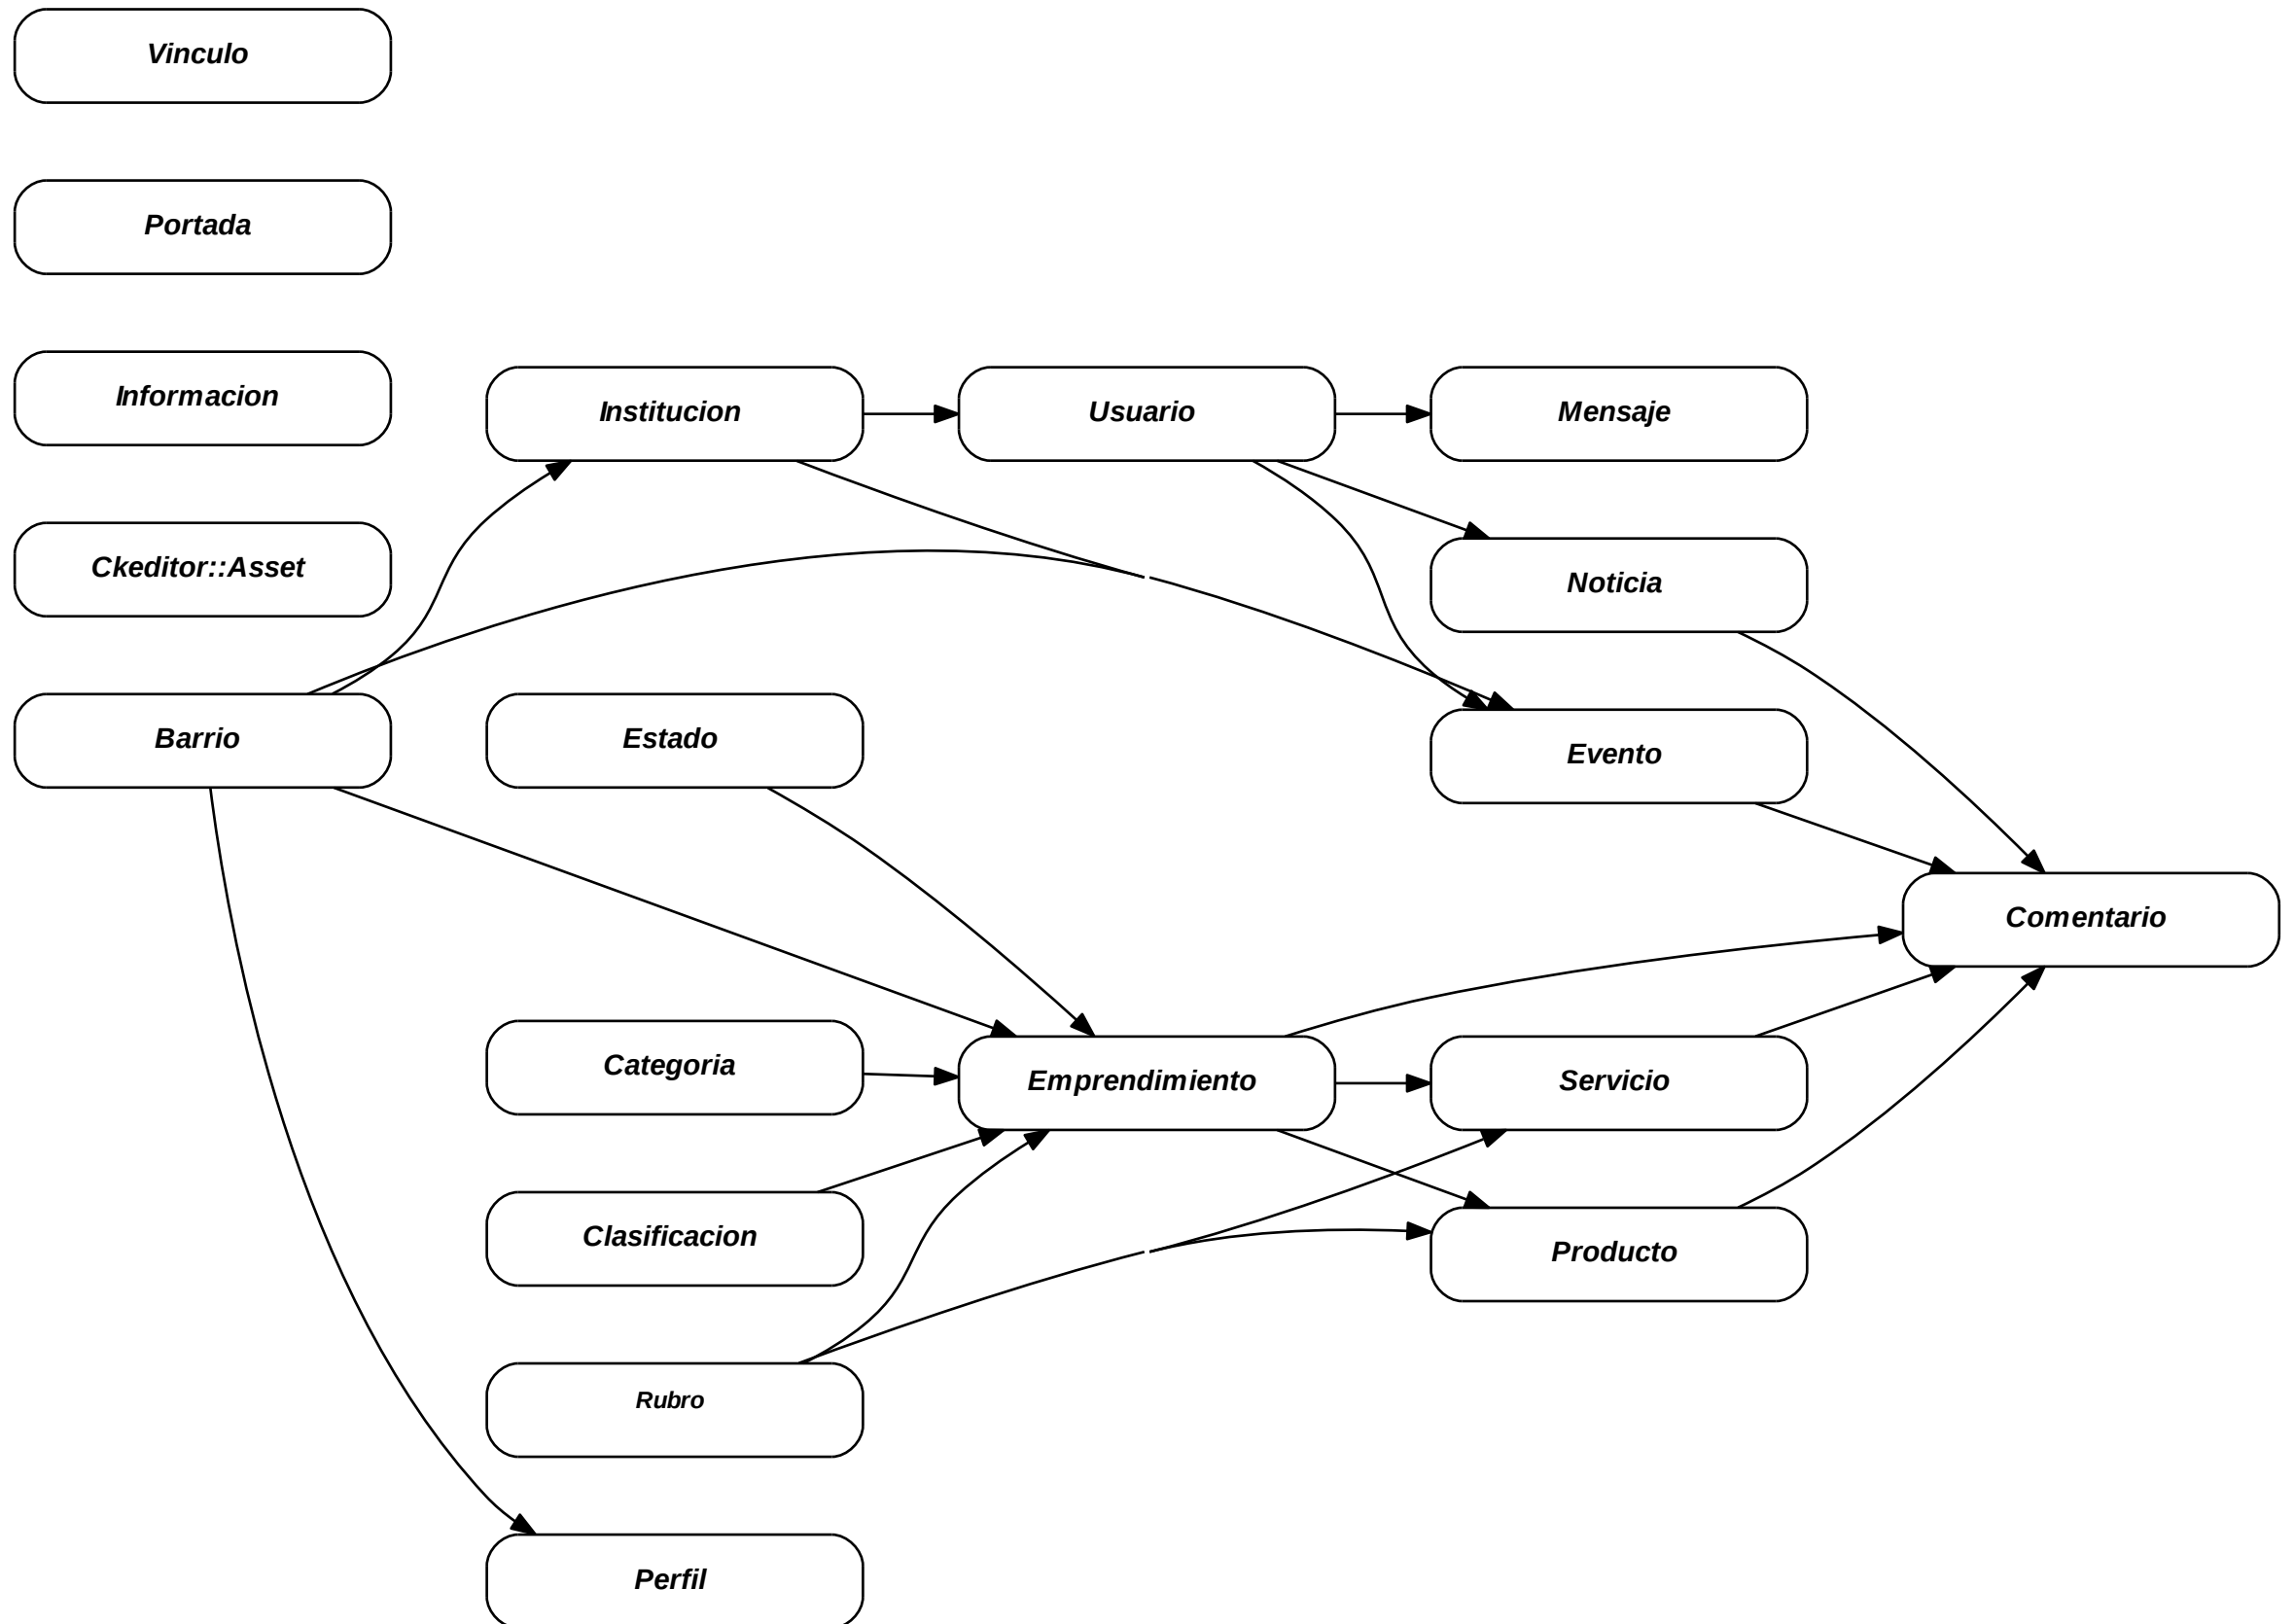 Vinculo
Portada
Informacion
Institucion
Usuario
Mensaje
Ckeditor::Asset
Noticia
Barrio
Estado
Evento
Comentario
Categoria
Emprendimiento
Servicio
Clasificacion
Producto
Rubro
Perfil